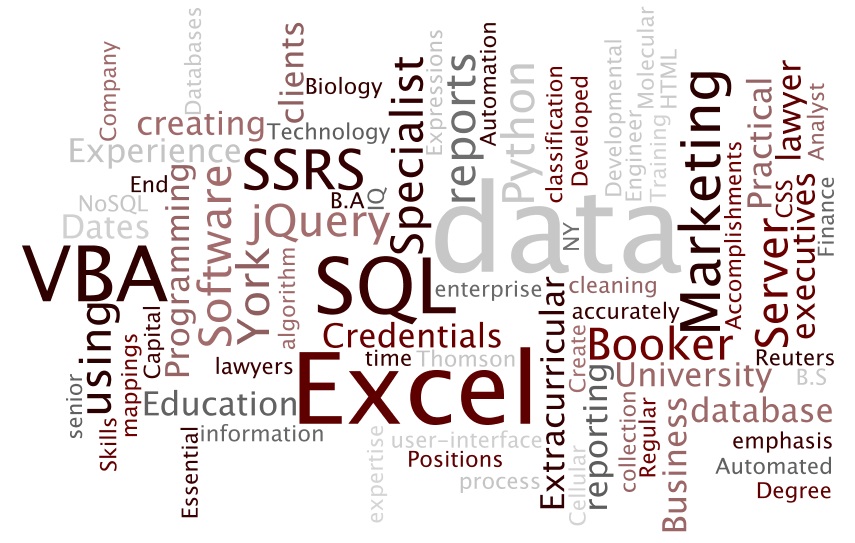 Company
Databases
clients
Biology
creating
Technology
Experience
SSRS
End
B.A
IQ
NoSQL
Dates
jQuery
Programming
Software
York
algorithm
VBA
using
Capital
mappings
senior
Skills
lawyers
Education
information
Essential
Specialist
Expressions
reports
Automation
Python
classification
Developed
Developmental
Engineer
Molecular
HTML
Training
data
NY
SQL
enterprise
Credentials
time
Thomson
Excel
expertise
user-interface
Positions
process
Extracurricular
Cellular
Create
reporting
cleaning
accurately
Booker
University
collection
Regular
Business
database
emphasis
Automated
Degree
Marketing
Accomplishments
Practical
lawyer
Analyst
CSS
Server
executives
Finance
Reuters
B.S